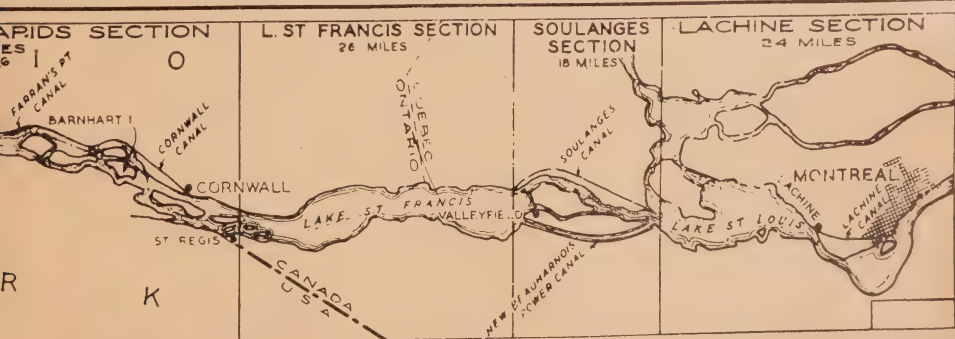 APIDS SECTION
ES
6
I
O
FARRAN'S PT
CANAL
BARNHART I
CORNWALL
CANAL
CORNWALL
ST REGIS
R
K
L. ST FRANCIS SECTION
26 MILES
QUEBEC
ONTARIO
LAKE ST FRANCIS
VALLEYFIELD
CANADA
U S A
SOULANGES
SECTION
18 MILES
SOULANGES
CANAL
NEW BEAUHARNOIS
POWER CANAL
LACHINE SECTION
24 MILES
MONTREAL
LACHINE
LACHINE
CANAL
LAKE ST LOUIS